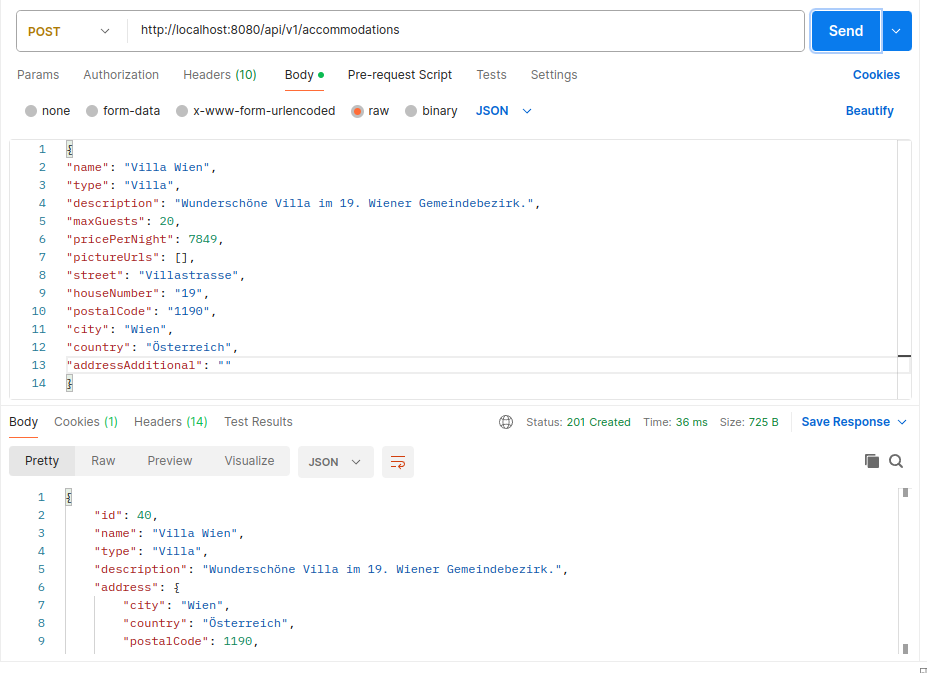 POST http://localhost:8080/api/v1/accommodations Send
Params Authorization Headers (10) Body Pre-request Script Tests Settings Cookies
none form-data x-www-form-urlencoded raw binary JSON Beautify
1 {
2 "name": "Villa Wien",
3 "type": "Villa",
4 "description": "Wunderschöne Villa im 19. Wiener Gemeindebezirk.",
5 "maxGuests": 20,
6 "pricePerNight": 7849,
7 "pictureUrls": [],
8 "street": "Villastrasse",
9 "houseNumber": "19",
10 "postalCode": "1190",
11 "city": "Wien",
12 "country": "Österreich",
13 "addressAdditional": ""
14 }
Body Cookies (1) Headers (14) Test Results Status: 201 Created Time: 36 ms Size: 725 B Save Response
Pretty Raw Preview Visualize JSON
1 {
2 "id": 40,
3 "name": "Villa Wien",
4 "type": "Villa",
5 "description": "Wunderschöne Villa im 19. Wiener Gemeindebezirk.",
6 "address": {
7 "city": "Wien",
8 "country": "Österreich",
9 "postalCode": 1190,